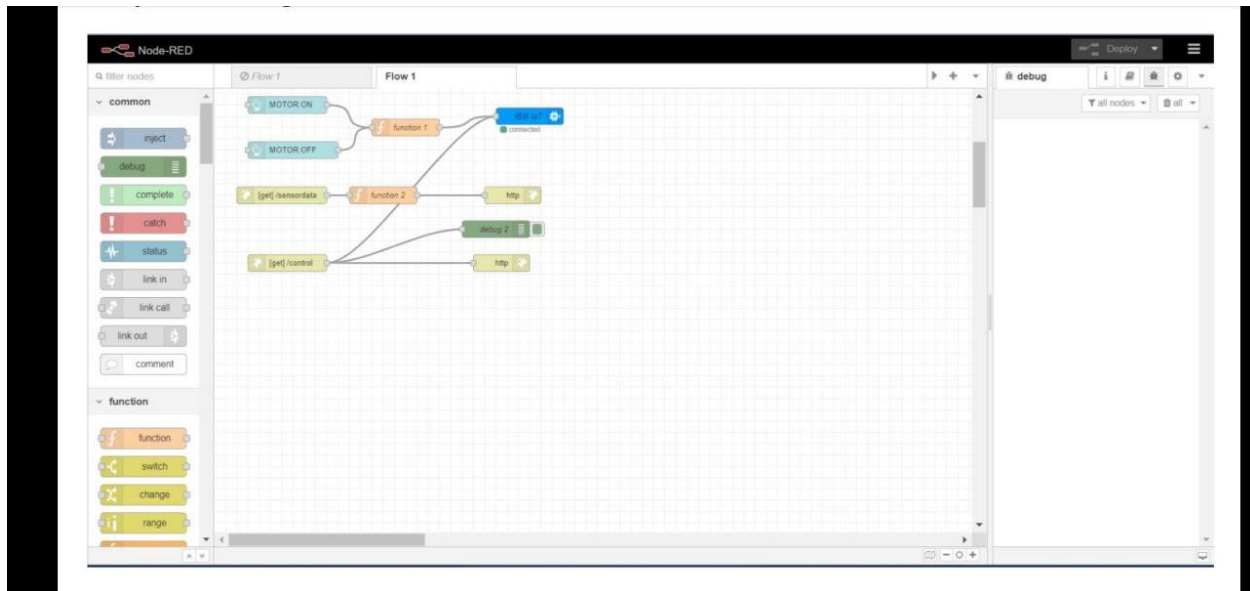 Node-RED
Deploy
filter nodes
Flow 1
Flow 1
debug
i
all nodes
all
common
inject
debug
complete
catch
status
link in
link call
link out
comment
function
function
switch
change
range
MOTOR ON
MOTOR OFF
function 1
IBM IoT
connected
[get] /sensordata
function 2
http
debug 2
[get] /control
http